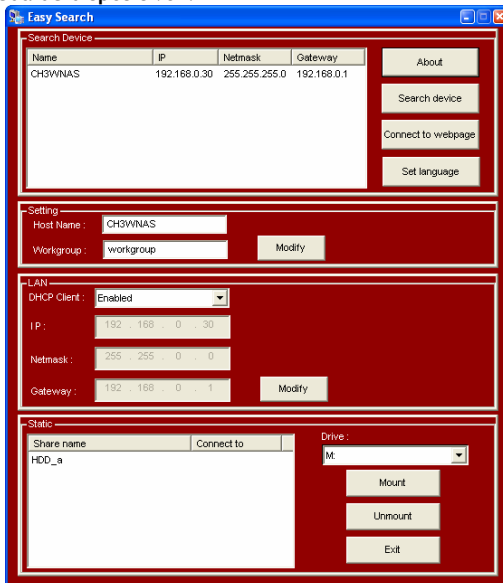 Easy Search
Search Device
Name IP Netmask Gateway
CH3WNAS 192.168.0.30 255.255.255.0 192.168.0.1
About
Search device
Connect to webpage
Set language
Setting
Host Name : CH3WNAS
Workgroup : workgroup
Modify
LAN
DHCP Client : Enabled
IP : 192 . 168 . 0 . 30
Netmask : 255 . 255 . 0 . 0
Gateway : 192 . 168 . 0 . 1
Modify
Static
Share name Connect to
HDD_a
Drive :
M:
Mount
Unmount
Exit